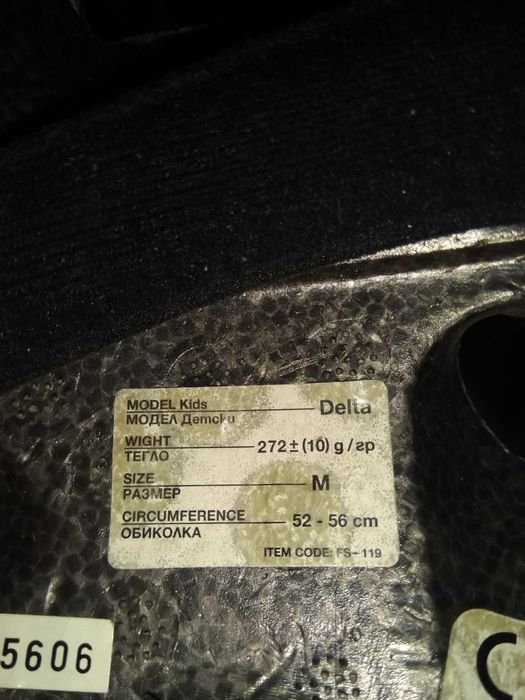 MODEL Kids Delta
МОДЕЛ Детски
WIGHT 272 ± (10) g / гр
ТЕГЛО
SIZE M
РАЗМЕР
CIRCUMFERENCE 52 - 56 cm
ОБИКОЛКА
ITEM CODE: FS-119
5606
C